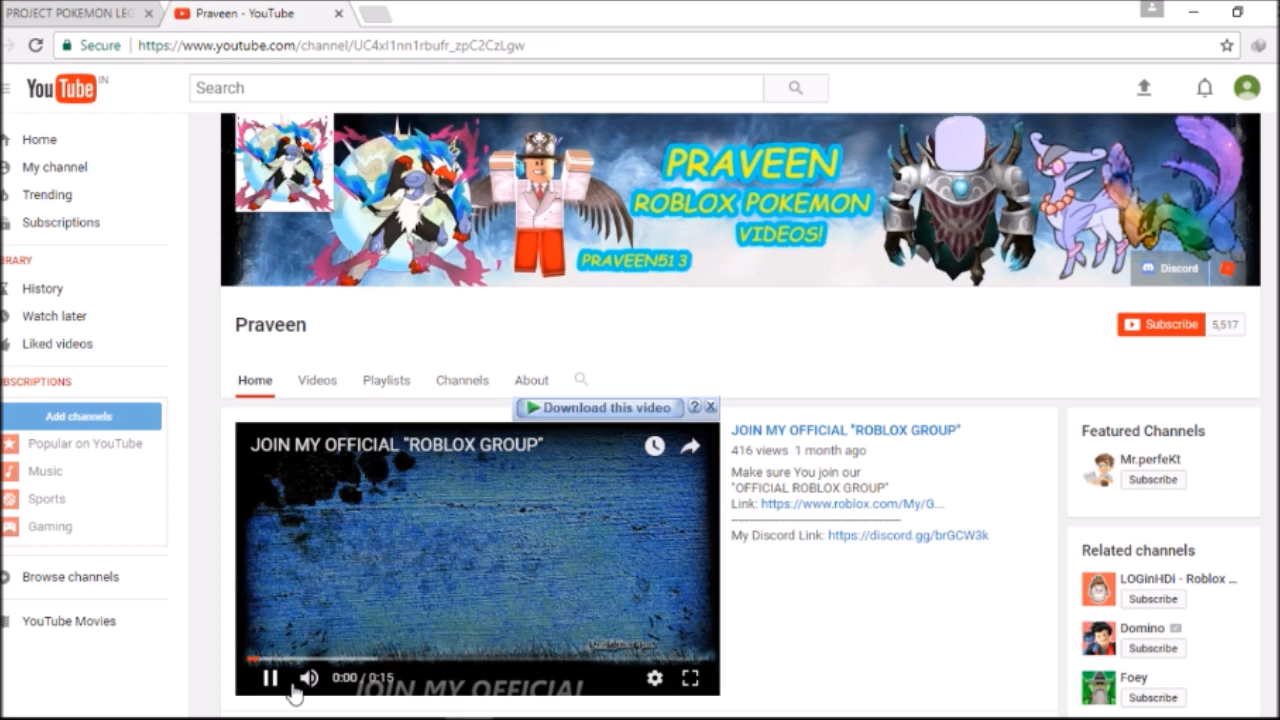 PROJECT POKEMON LEG
Praveen - YouTube
Secure
https://www.youtube.com/channel/UC4xI1nn1rbufr_zpC2CzLgw
YouTube IN
Search
Home
My channel
Trending
Subscriptions
BRARY
History
Watch later
Liked videos
BSCRIPTIONS
Add channels
Popular on YouTube
Music
Sports
Gaming
Browse channels
YouTube Movies
PRAVEEN
ROBLOX POKEMON
VIDEOS!
PRAVEEN513
Discord
Praveen
Subscribe 5,517
Home Videos Playlists Channels About
Download this video ? X
JOIN MY OFFICIAL "ROBLOX GROUP"
0:00 / 0:15
JOIN MY OFFICIAL
JOIN MY OFFICIAL "ROBLOX GROUP"
416 views 1 month ago
Make sure You join our
"OFFICIAL ROBLOX GROUP"
Link: https://www.roblox.com/My/G...
My Discord Link: https://discord.gg/brGCW3k
Featured Channels
Mr.perfeKt
Subscribe
Related channels
LOGinHDi - Roblox ...
Subscribe
Domino
Subscribe
Foey
Subscribe